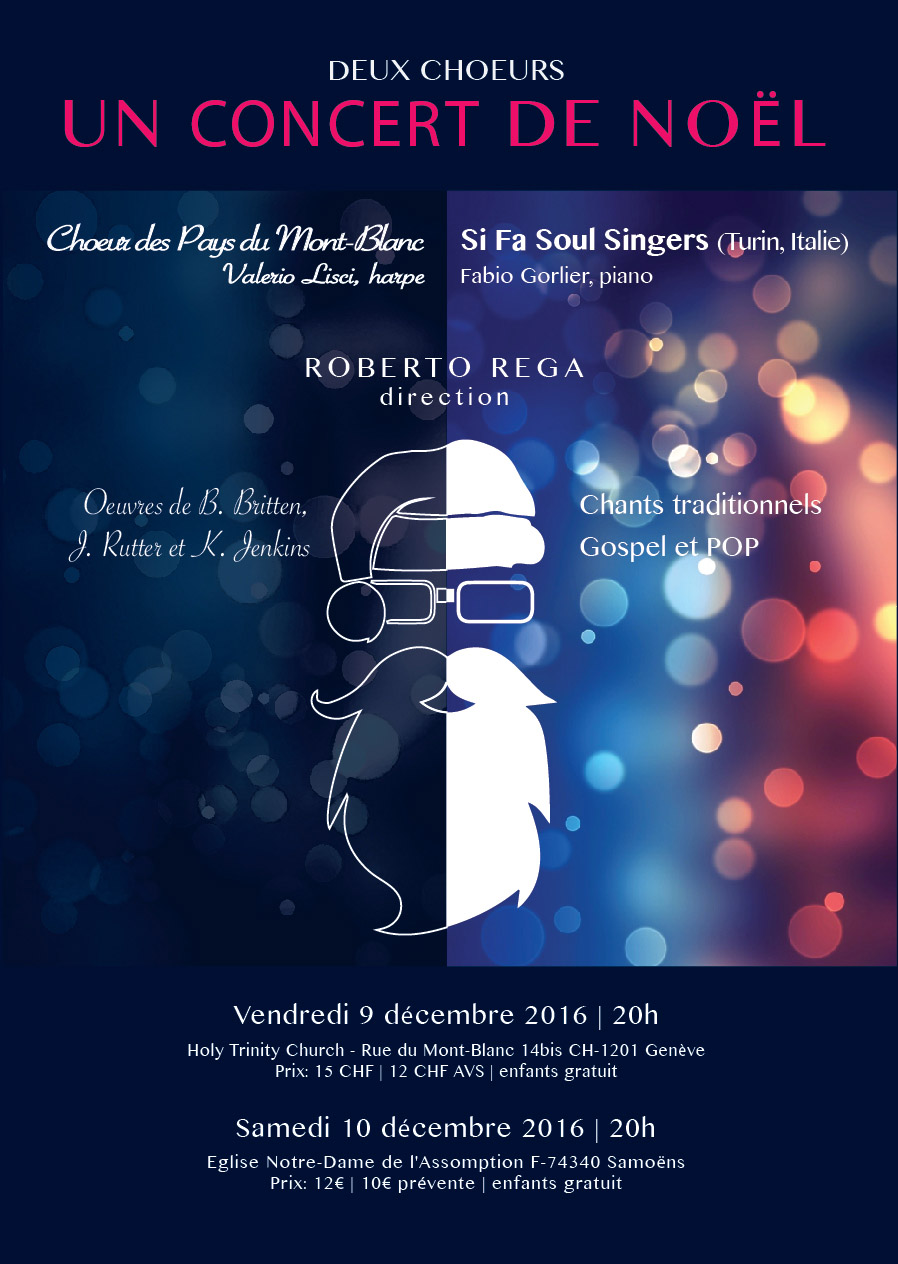 DEUX CHOEURS
UN CONCERT DE NOËL
Choeur des Pays du Mont-Blanc
Valerio Lisci, harpe
Si Fa Soul Singers (Turin, Italie)
Fabio Gorlier, piano
ROBERTO REGA
direction
Oeuvres de B. Britten,
J. Rutter et K. Jenkins
Chants traditionnels
Gospel et POP
Vendredi 9 décembre 2016 | 20h
Holy Trinity Church - Rue du Mont-Blanc 14bis CH-1201 Genève
Prix: 15 CHF | 12 CHF AVS | enfants gratuit
Samedi 10 décembre 2016 | 20h
Eglise Notre-Dame de l'Assomption F-74340 Samoëns
Prix: 12€ | 10€ prévente | enfants gratuit